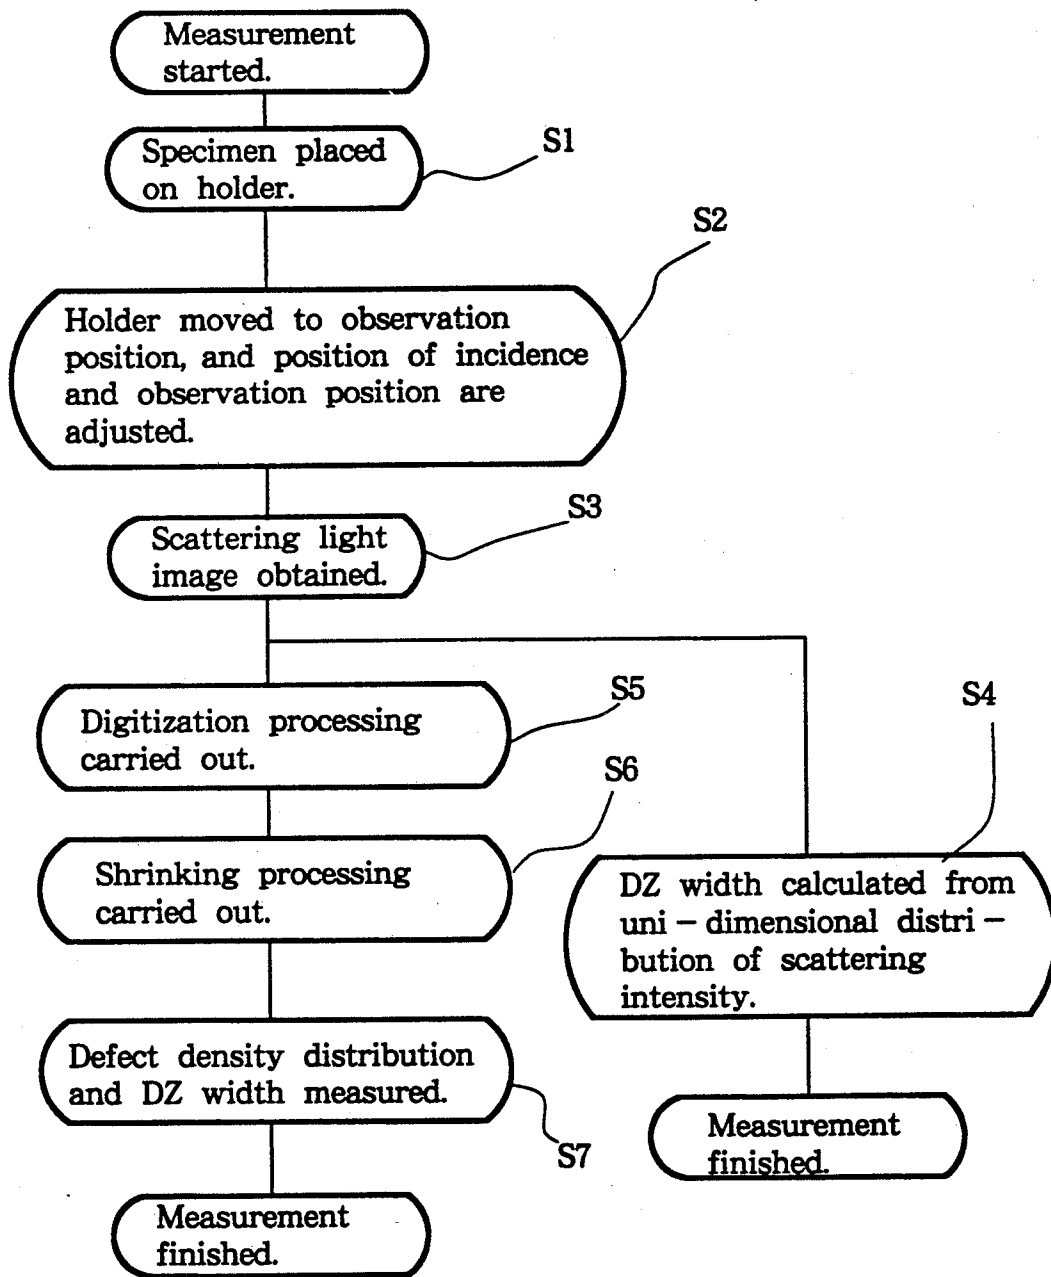 Measurement
started.
S1
Specimen placed
on holder.
S2
Holder moved to observation
position, and position of incidence
and observation position are
adjusted.
S3
Scattering light
image obtained.
S5
Digitization processing
carried out.
S6
Shrinking processing
carried out.
Defect density distribution
and DZ width measured.
S7
Measurement
finished.
S4
DZ width calculated from
uni – dimensional distri –
bution of scattering
intensity.
Measurement
finished.